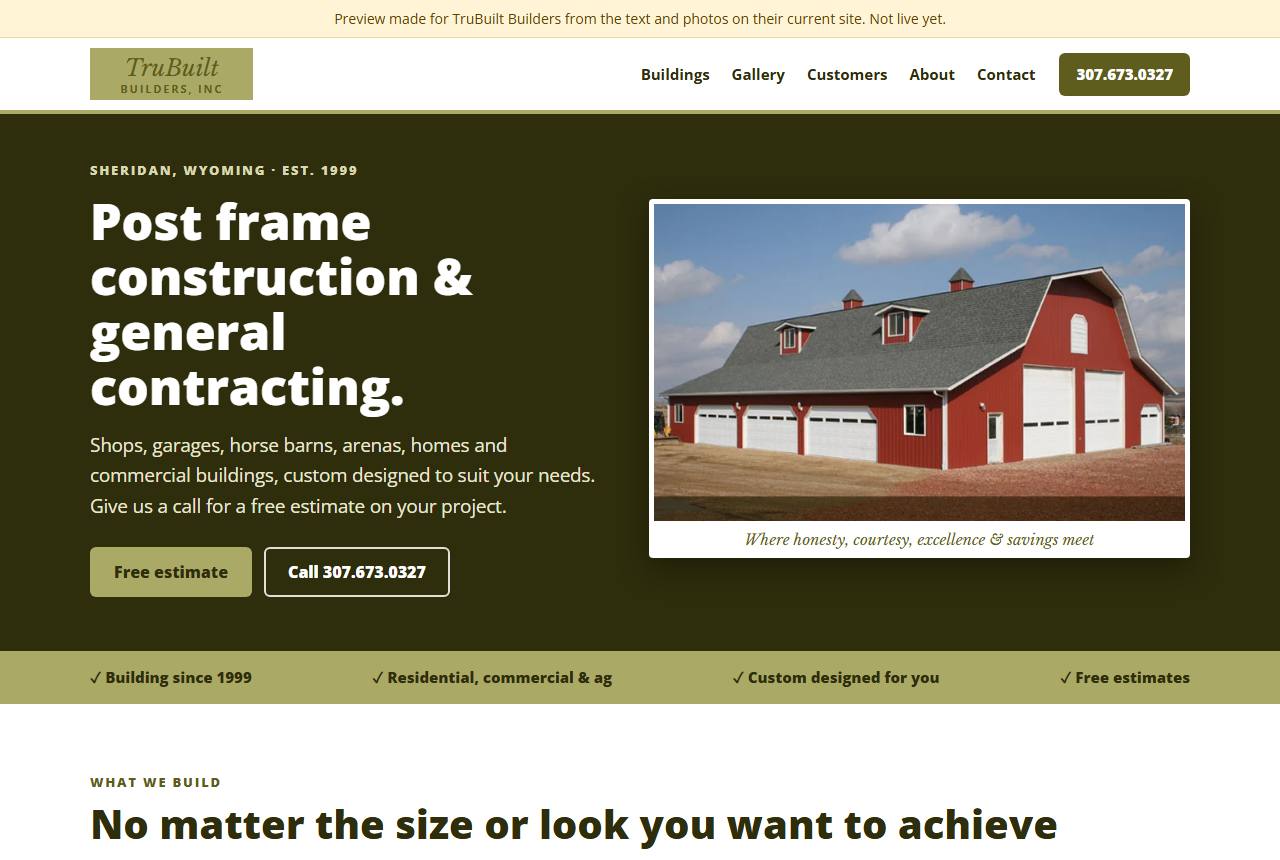 Preview made for TruBuilt Builders from the text and photos on their current site. Not live yet.
TruBuilt
BUILDERS, INC
Buildings Gallery Customers About Contact 307.673.0327
SHERIDAN, WYOMING · EST. 1999
Post frame
construction &
general
contracting.
Shops, garages, horse barns, arenas, homes and
commercial buildings, custom designed to suit your needs.
Give us a call for a free estimate on your project.
Free estimate Call 307.673.0327
Where honesty, courtesy, excellence & savings meet
✓ Building since 1999 ✓ Residential, commercial & ag ✓ Custom designed for you ✓ Free estimates
WHAT WE BUILD
No matter the size or look you want to achieve